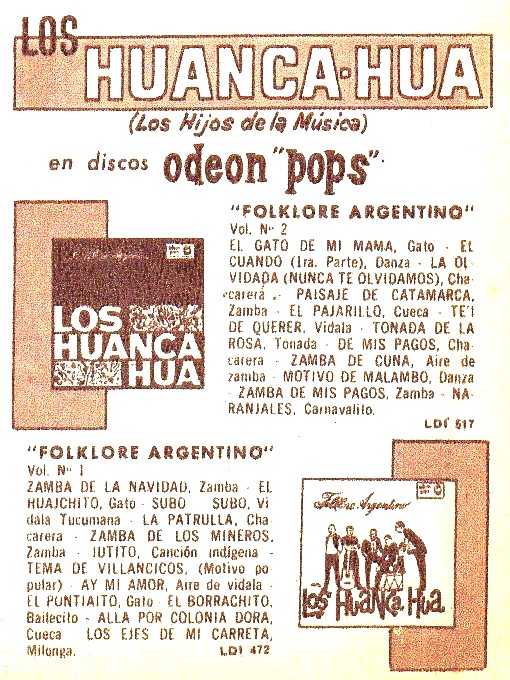 LOS
HUANCA-HUA
(Los Hijos de la Música)
en discos odeon "pops".
"FOLKLORE ARGENTINO"
Vol. Nº 2
EL GATO DE MI MAMA, Gato - EL
CUANDO (1ra. Parte), Danza - LA OL-
VIDADA (NUNCA TE OLVIDAMOS), Cha-
carera - PAISAJE DE CATAMARCA,
Zamba - EL PAJARILLO, Cueca - TE'I
DE QUERER, Vidala - TONADA DE LA
ROSA, Tonada - DE MIS PAGOS, Cha-
carera - ZAMBA DE CUNA, Aire de
zamba - MOTIVO DE MALAMBO, Danza
- ZAMBA DE MIS PAGOS, Zamba - NA-
RANJALES, Carnavalito.
LDI 517
LOS
HUANCA
HUA
"FOLKLORE ARGENTINO"
Vol. Nº 1
ZAMBA DE LA NAVIDAD, Zamba - EL
HUAJCHITO, Gato - SUBO SUBO, Vi
dala Tucumana - LA PATRULLA, Cha-
carera - ZAMBA DE LOS MINEROS,
Zamba - JUTITO, Canción indígena -
TEMA DE VILLANCICOS, (Motivo po
pular) - AY MI AMOR, Aire de vidala -
EL PUNTIAITO, Gato - EL BORRACHITO,
Bailecito - ALLA POR COLONIA DORA,
Cueca LOS EJES DE MI CARRETA,
Milonga. LDI 472
Folklore Argentino
Los Huanca Hua